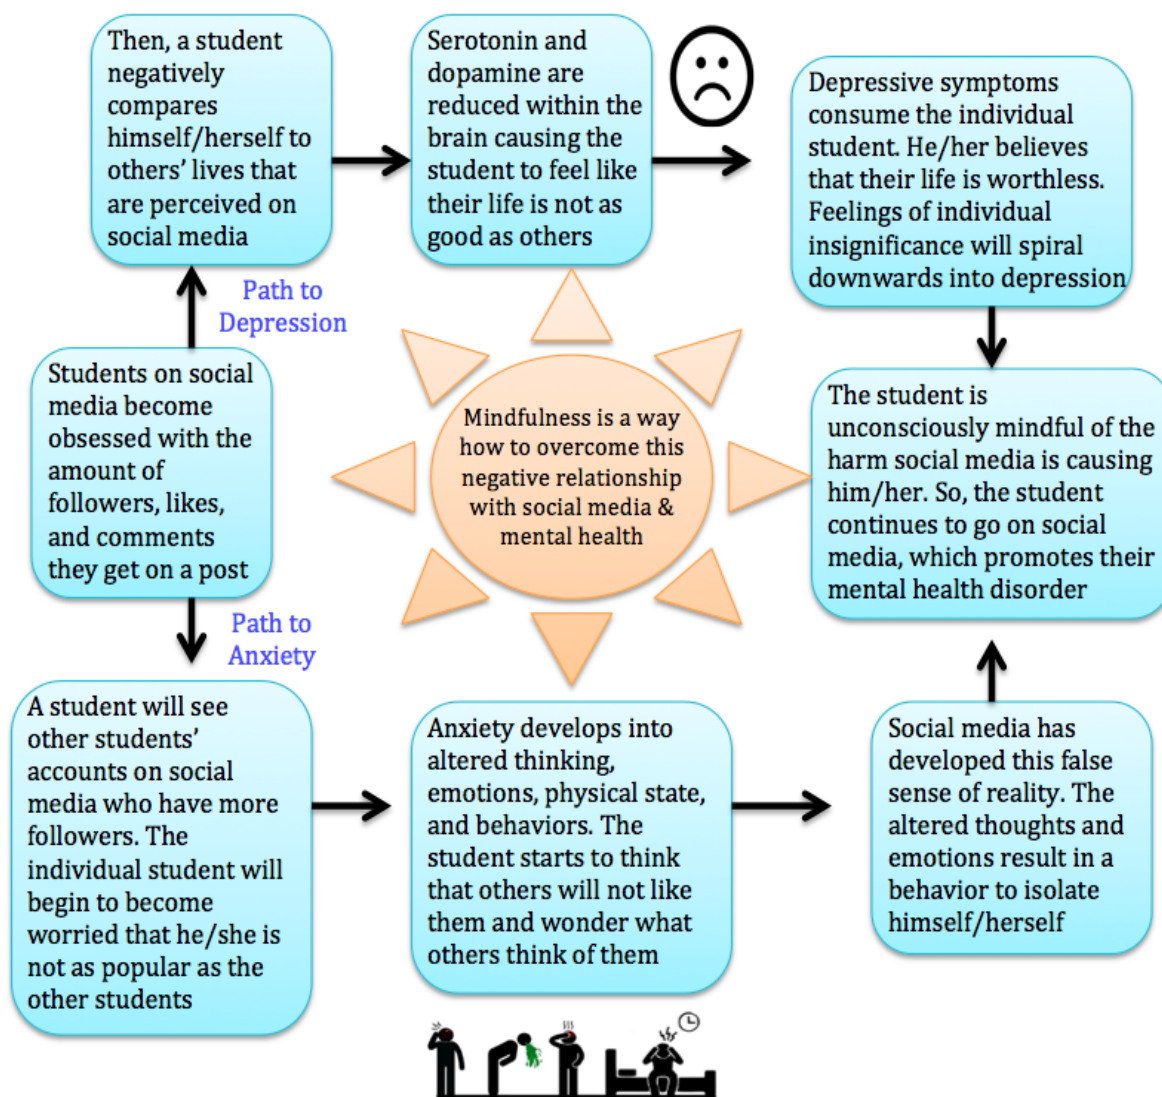 Then, a student
negatively
compares
himself/herself to
others' lives that
are perceived on
social media
Serotonin and
dopamine are
reduced within the
brain causing the
student to feel like
their life is not as
good as others
Depressive symptoms
consume the individual
student. He/her believes
that their life is worthless.
Feelings of individual
insignificance will spiral
downwards into depression
Path to
Depression
Students on social
media become
obsessed with the
amount of
followers, likes,
and comments
they get on a post
Mindfulness is a way
how to overcome this
negative relationship
with social media &
mental health
The student is
unconsciously mindful of the
harm social media is causing
him/her. So, the student
continues to go on social
media, which promotes their
mental health disorder
Path to
Anxiety
A student will see
other students'
accounts on social
media who have more
followers. The
individual student will
begin to become
worried that he/she is
not as popular as the
other students
Anxiety develops into
altered thinking,
emotions, physical state,
and behaviors. The
student starts to think
that others will not like
them and wonder what
others think of them
Social media has
developed this false
sense of reality. The
altered thoughts and
emotions result in a
behavior to isolate
himself/herself